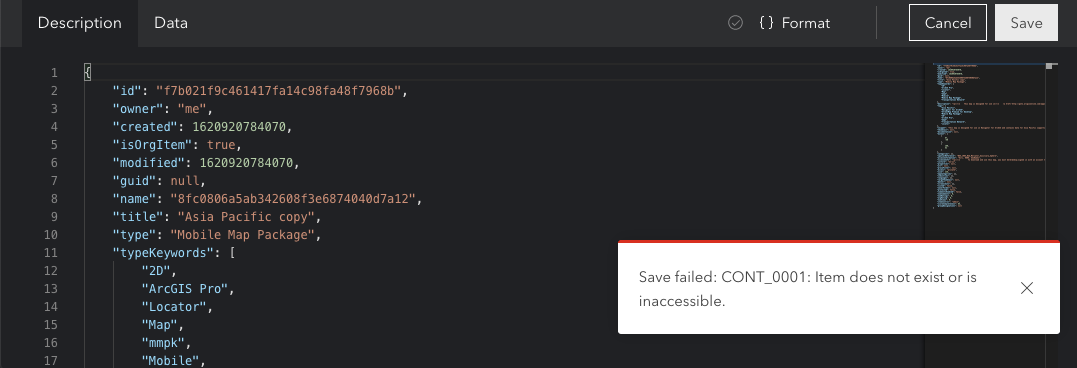 Description Data { } Format Cancel Save
1 {
2 "id": "f7b021f9c461417fa14c98fa48f7968b",
3 "owner": "me",
4 "created": 1620920784070,
5 "isOrgItem": true,
6 "modified": 1620920784070,
7 "guid": null,
8 "name": "8fc0806a5ab342608f3e6874040d7a12",
9 "title": "Asia Pacific copy",
10 "type": "Mobile Map Package",
11 "typeKeywords": [
12 "2D",
13 "ArcGIS Pro",
14 "Locator",
15 "Map",
16 "mmpk",
17 "Mobile",
Save failed: CONT_0001: Item does not exist or is
inaccessible.